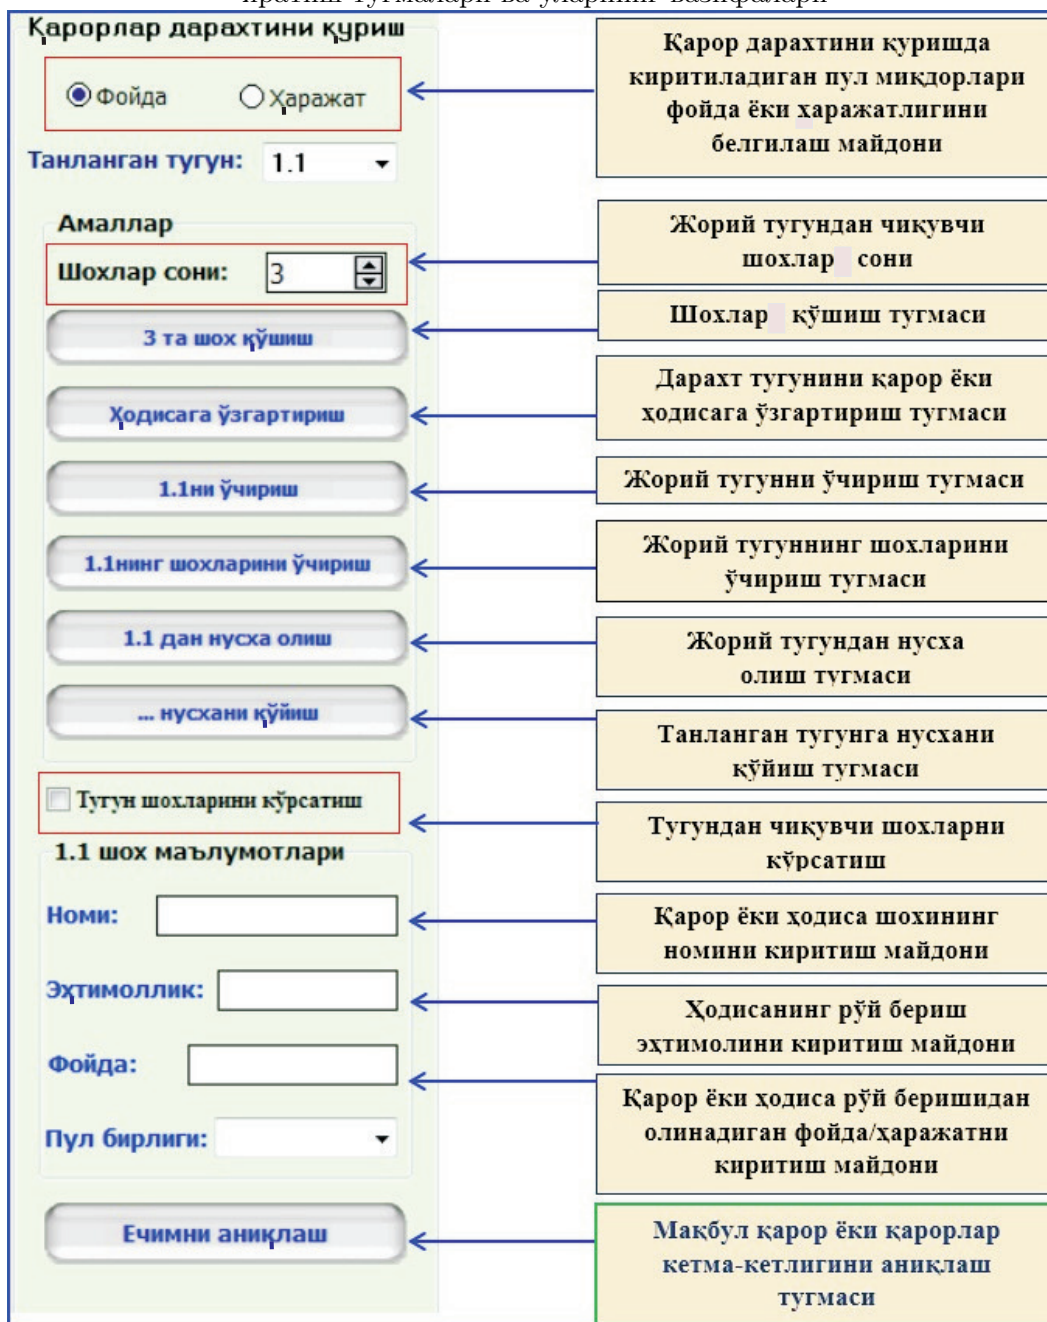 Қарорлар дарахтини қуриш
Фойда
Ҳаражат
Танланган тугун: 1.1
Амаллар
Шохлар сони: 3
3 та шох қўшиш
Ҳодисага ўзгартириш
1.1ни ўчириш
1.1нинг шохларини ўчириш
1.1 дан нусха олиш
... нусхани қўйиш
Тугун шохларини кўрсатиш
1.1 шох маълумотлари
Номи:
Эҳтимоллик:
Фойда:
Пул бирлиги:
Ечимни аниқлаш
Қарор дарахтини қуришда
киритиладиган пул миқдорлари
фойда ёки ҳаражатлигини
белгилаш майдони
Жорий тугундан чиқувчи
шохлар сони
Шохлар қўшиш тугмаси
Дарахт тугунини қарор ёки
ҳодисага ўзгартириш тугмаси
Жорий тугунни ўчириш тугмаси
Жорий тугуннинг шохларини
ўчириш тугмаси
Жорий тугундан нусха
олиш тугмаси
Танланган тугунга нусхани
қўйиш тугмаси
Тугундан чиқувчи шохларни
кўрсатиш
Қарор ёки ҳодиса шохининг
номини киритиш майдони
Ҳодисанинг рўй бериш
эҳтимолини киритиш майдони
Қарор ёки ҳодиса рўй беришидан
олинадиган фойда/ҳаражатни
киритиш майдони
Мақбул қарор ёки қарорлар
кетма-кетлигини аниқлаш
тугмаси